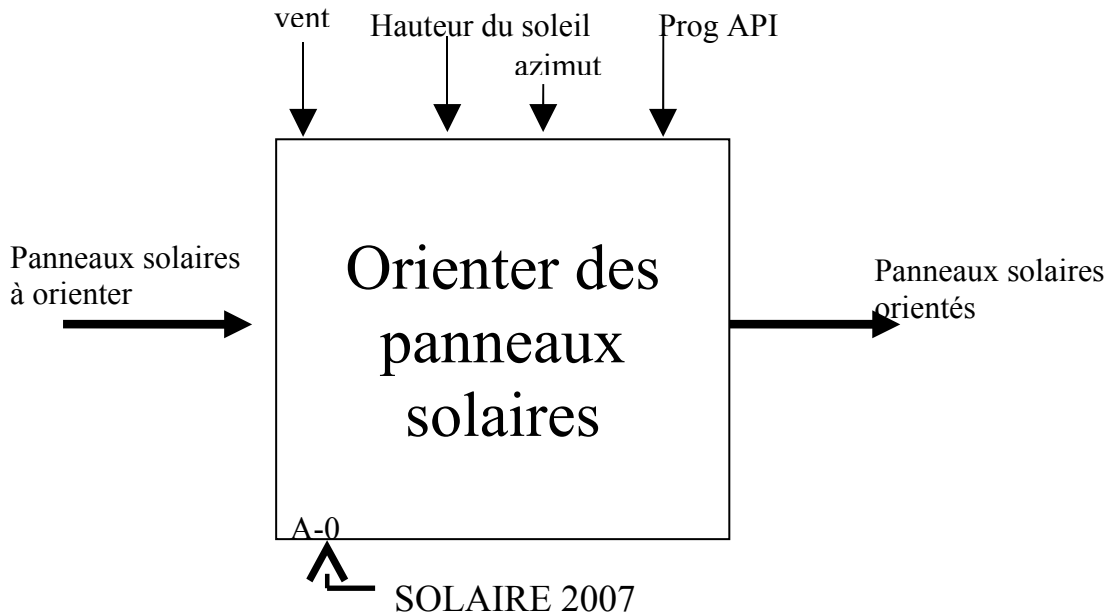 vent
Hauteur du soleil
Prog API
azimut
Panneaux solaires
à orienter
Orienter des
panneaux
solaires
Panneaux solaires
orientés
A-0
SOLAIRE 2007